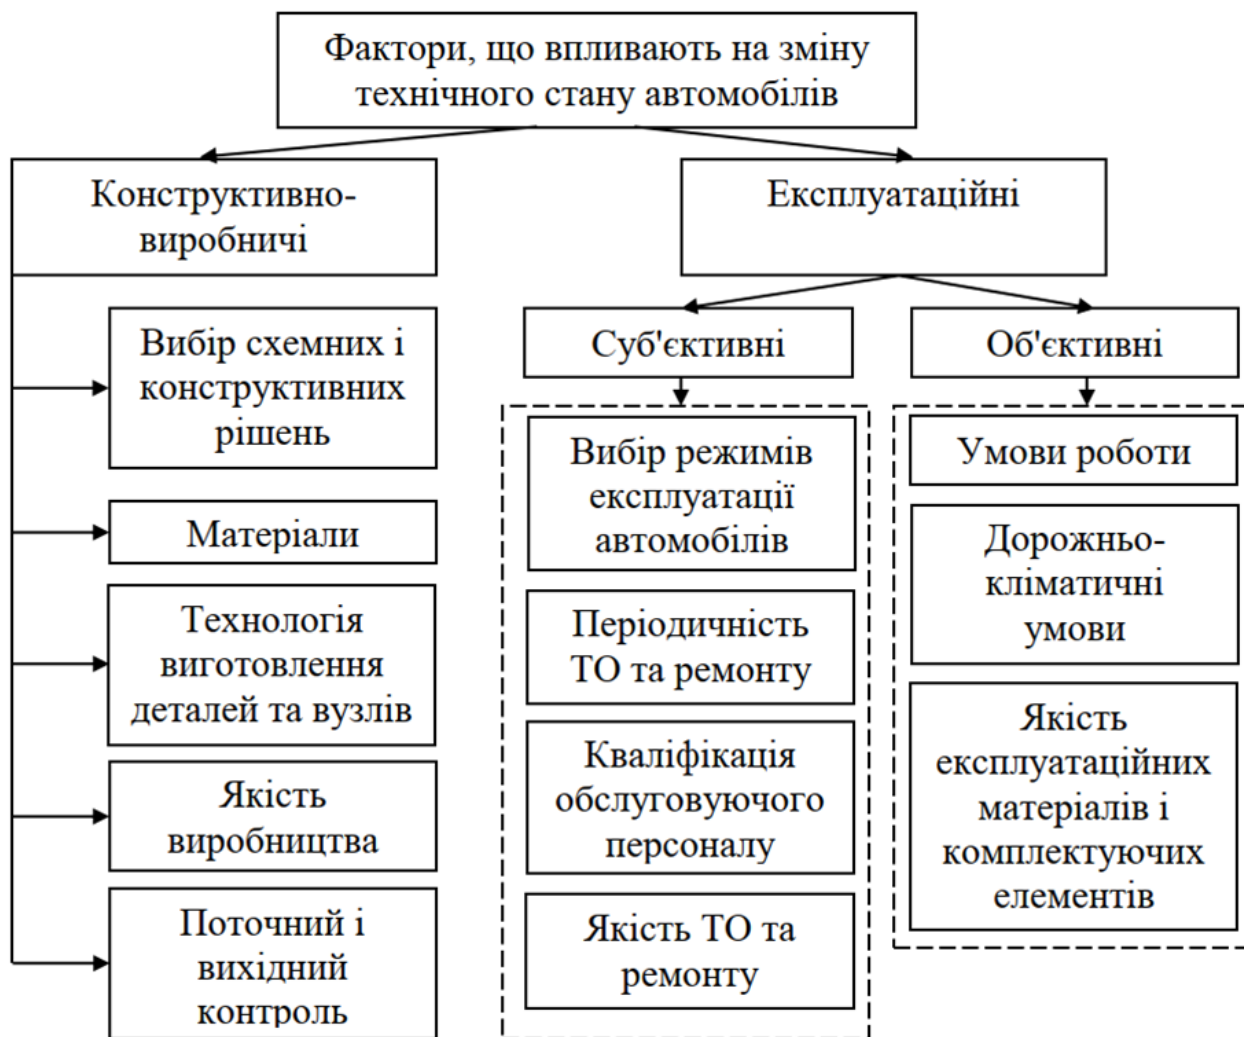 Фактори, що впливають на зміну
технічного стану автомобілів
Конструктивно-
виробничі
Експлуатаційні
Вибір схемних і
конструктивних
рішень
Матеріали
Технологія
виготовлення
деталей та вузлів
Якість
виробництва
Поточний і
вихідний
контроль
Суб'єктивні
Вибір режимів
експлуатації
автомобілів
Періодичність
ТО та ремонту
Кваліфікація
обслуговуючого
персоналу
Якість ТО та
ремонту
Об'єктивні
Умови роботи
Дорожньо-
кліматичні
умови
Якість
експлуатаційних
матеріалів і
комплектуючих
елементів